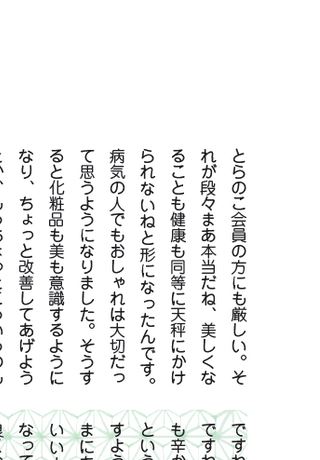 とらのこ会員の方にも厳しい。そ
れが段々まあ本当だね、美しくな
ることも健康も同等に天秤にかけ
られないねと形になったんです。
病気の人でもおしゃれは大切だっ
て思うようになりました。そうす
ると化粧品も美も意識するように
なり、ちょっと改善してあげよう
ですね
ですね
も辛か
という
すよう
まにち
いい
なって